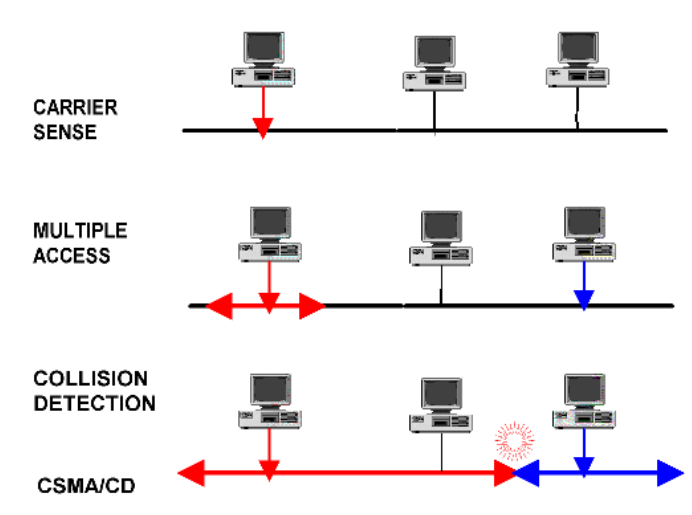 CARRIER
SENSE
MULTIPLE
ACCESS
COLLISION
DETECTION
CSMA/CD